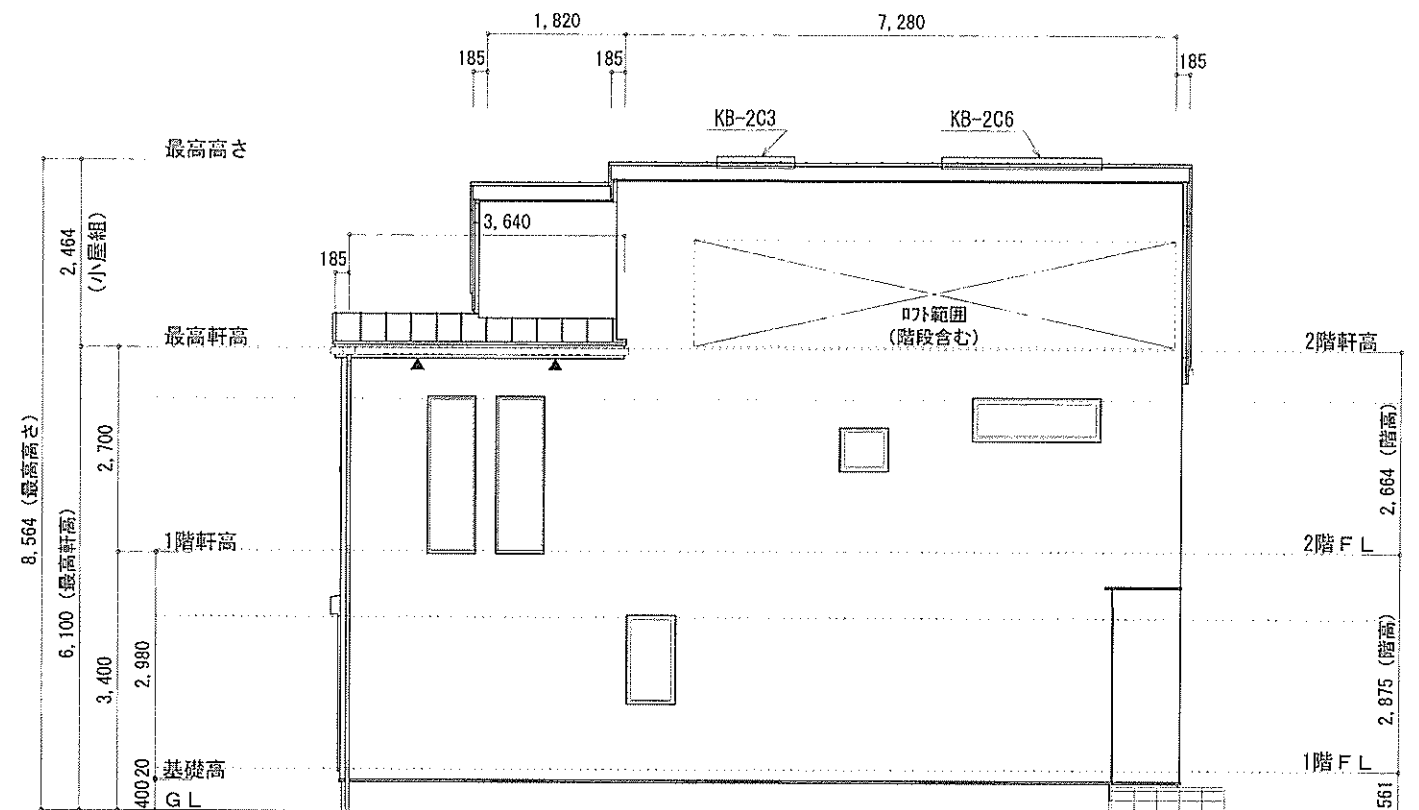 1,820
7,280
185
185
185
KB-2C3
KB-2C6
最高高さ
2,464
(小屋組)
3,640
185
ロフト範囲
(階段含む)
最高軒高
2階軒高
8,564 (最高高さ)
6,100 (最高軒高)
2,700
2,664 (階高)
1階軒高
2階FL
3,400
2,980
2,875 (階高)
基礎高
1階FL
400
20
GL
561